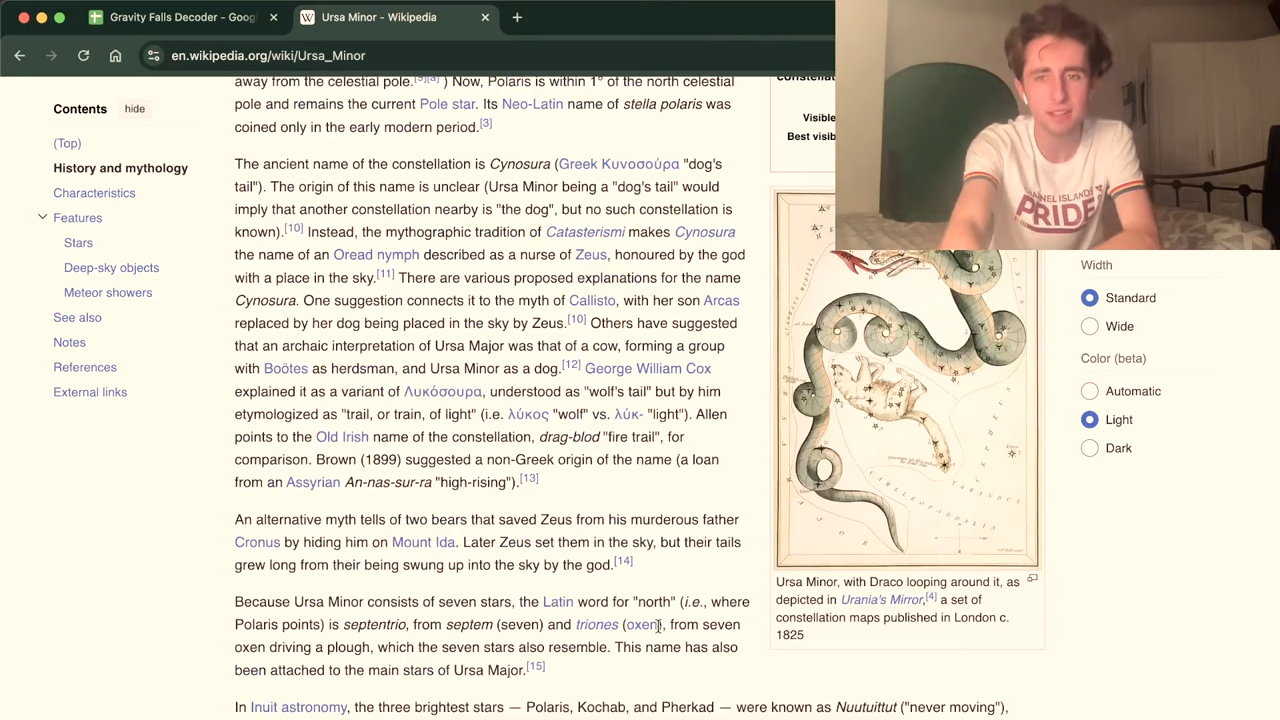 Gravity Falls Decoder - Goog
Ursa Minor - Wikipedia
en.wikipedia.org/wiki/Ursa_Minor
Contents
hide
(Top)
History and mythology
Characteristics
Features
Stars
Deep-sky objects
Meteor showers
See also
Notes
References
External links
away from the celestial pole.[9][a] ) Now, Polaris is within 1° of the north celestial
pole and remains the current Pole star. Its Neo-Latin name of stella polaris was
coined only in the early modern period.[3]
The ancient name of the constellation is Cynosura (Greek Κυνοσούρα "dog's
tail"). The origin of this name is unclear (Ursa Minor being a "dog's tail" would
imply that another constellation nearby is "the dog", but no such constellation is
known).[10] Instead, the mythographic tradition of Catasterismi makes Cynosura
the name of an Oread nymph described as a nurse of Zeus, honoured by the god
with a place in the sky.[11] There are various proposed explanations for the name
Cynosura. One suggestion connects it to the myth of Callisto, with her son Arcas
replaced by her dog being placed in the sky by Zeus.[10] Others have suggested
that an archaic interpretation of Ursa Major was that of a cow, forming a group
with Boötes as herdsman, and Ursa Minor as a dog.[12] George William Cox
explained it as a variant of Λυκόσουρα, understood as "wolf's tail" but by him
etymologized as "trail, or train, of light" (i.e. λύκος "wolf" vs. λύκ- "light"). Allen
points to the Old Irish name of the constellation, drag-blod "fire trail", for
comparison. Brown (1899) suggested a non-Greek origin of the name (a loan
from an Assyrian An-nas-sur-ra "high-rising").[13]
An alternative myth tells of two bears that saved Zeus from his murderous father
Cronus by hiding him on Mount Ida. Later Zeus set them in the sky, but their tails
grew long from their being swung up into the sky by the god.[14]
Because Ursa Minor consists of seven stars, the Latin word for "north" (i.e., where
Polaris points) is septentrio, from septem (seven) and triones (oxen), from seven
oxen driving a plough, which the seven stars also resemble. This name has also
been attached to the main stars of Ursa Major.[15]
In Inuit astronomy, the three brightest stars — Polaris, Kochab, and Pherkad — were known as Nuutuittut ("never moving"),
Visible
Best visib
Ursa Minor, with Draco looping around it, as
depicted in Urania's Mirror,[4] a set of
constellation maps published in London c.
1825
CHANNEL ISLANDS
PRIDE
Width
Standard
Wide
Color (beta)
Automatic
Light
Dark